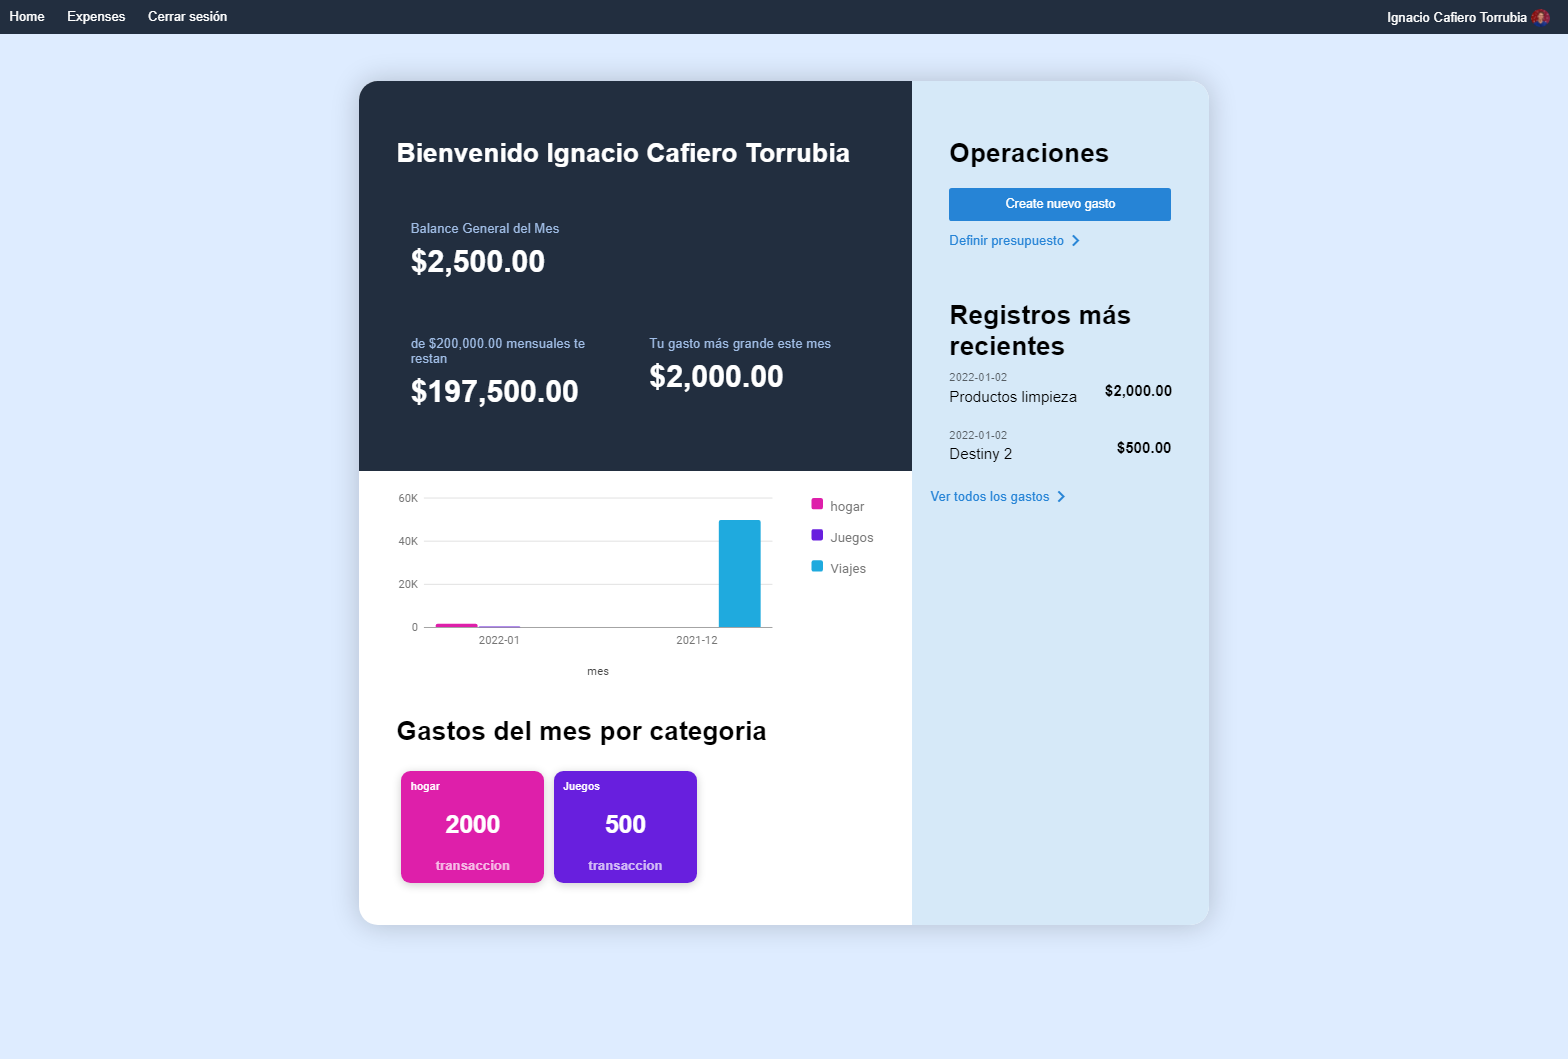 Home Expenses Cerrar sesión Ignacio Cafiero Torrubia
Bienvenido Ignacio Cafiero Torrubia
Balance General del Mes
$2,500.00
de $200,000.00 mensuales te
restan
$197,500.00
Tu gasto más grande este mes
$2,000.00
60K
40K
20K
0
2022-01
2021-12
mes
hogar
Juegos
Viajes
Gastos del mes por categoria
hogar
2000
transaccion
Juegos
500
transaccion
Operaciones
Create nuevo gasto
Definir presupuesto
Registros más
recientes
2022-01-02
Productos limpieza
$2,000.00
2022-01-02
Destiny 2
$500.00
Ver todos los gastos